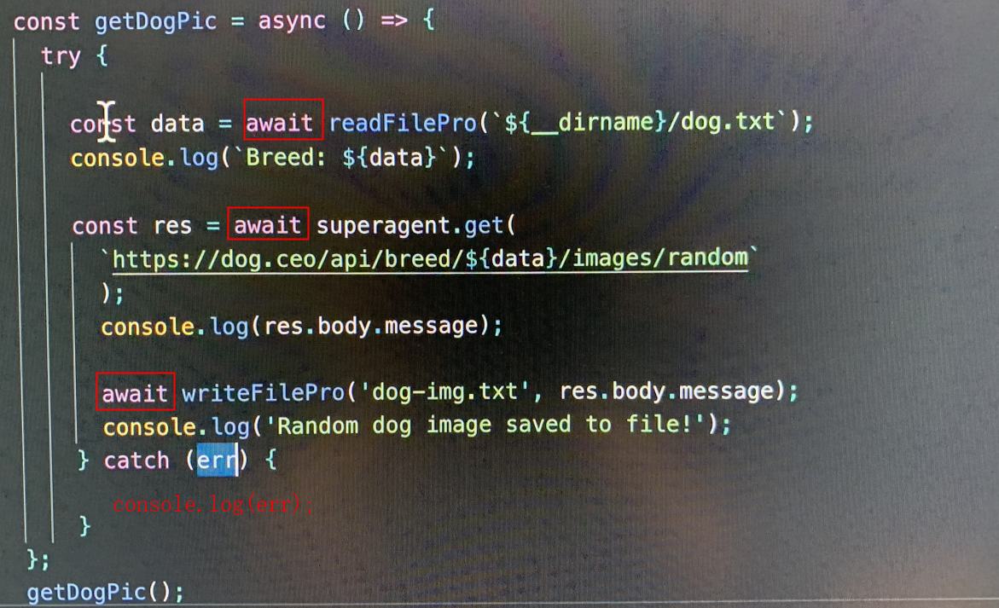 const getDogPic = async () => {
try {
const data = await readFilePro(`${__dirname}/dog.txt`);
console.log(`Breed: ${data}`);
const res = await superagent.get(
`https://dog.ceo/api/breed/${data}/images/random`
);
console.log(res.body.message);
await writeFilePro('dog-img.txt', res.body.message);
console.log('Random dog image saved to file!');
} catch (err) {
console.log(err);
}
};
getDogPic();